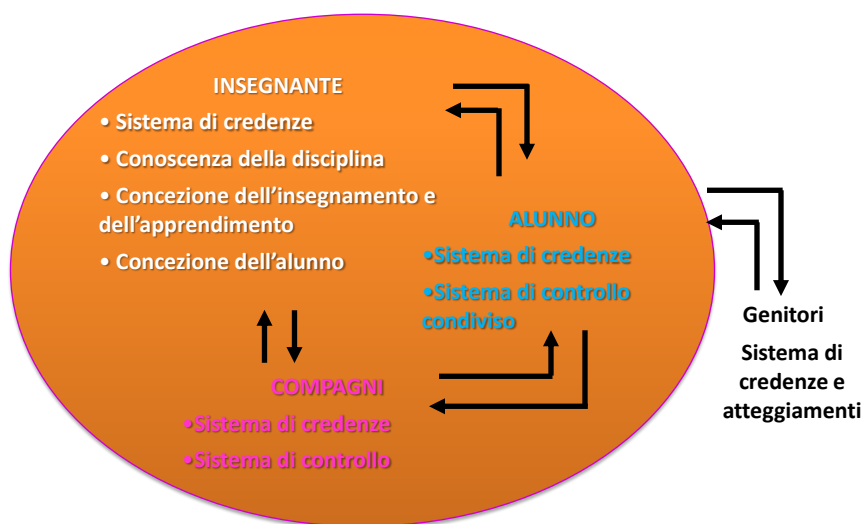 INSEGNANTE
• Sistema di credenze
• Conoscenza della disciplina
• Concezione dell'insegnamento e
dell'apprendimento
• Concezione dell'alunno
ALUNNO
•Sistema di credenze
•Sistema di controllo
condiviso
COMPAGNI
•Sistema di credenze
•Sistema di controllo
Genitori
Sistema di
credenze e
atteggiamenti